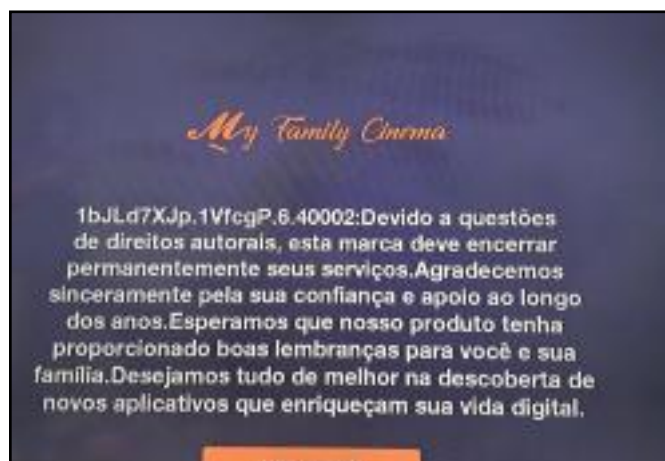 My Family Cinema
1bJLd7XJp.1VfcgP.6.40002:Devido a questões
de direitos autorais, esta marca deve encerrar
permanentemente seus serviços.Agradecemos
sinceramente pela sua confiança e apoio ao longo
dos anos.Esperamos que nosso produto tenha
proporcionado boas lembranças para você e sua
família.Desejamos tudo de melhor na descoberta de
novos aplicativos que enriqueçam sua vida digital.